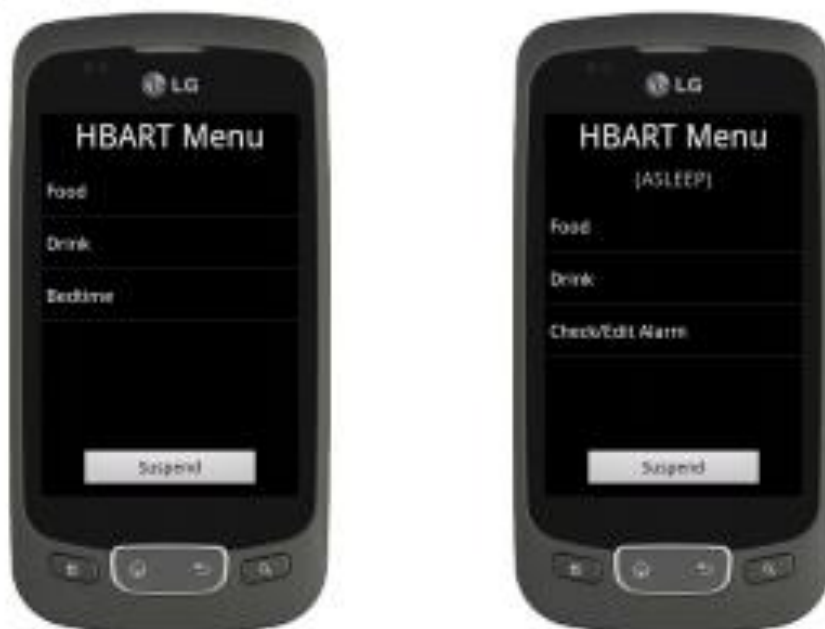 LG
HBART Menu
Food
Drink
Bedtime
Suspend
LG
HBART Menu
(ASLEEP)
Food
Drink
Check/Edit Alarm
Suspend